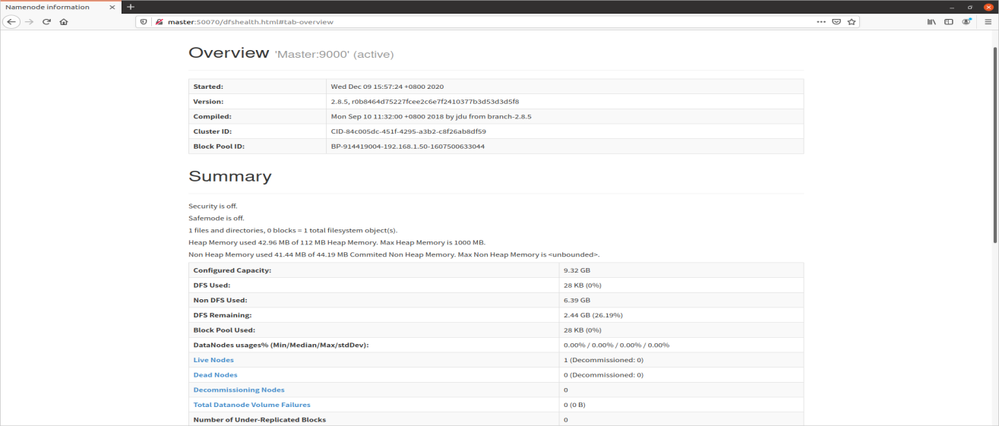 Namenode information
master:50070/dfshealth.html#tab-overview
Overview 'Master:9000' (active)
Started: Wed Dec 09 15:57:24 +0800 2020
Version: 2.8.5, r0b8464d75227fcee2c6e7f2410377b3d53d3d5f8
Compiled: Mon Sep 10 11:32:00 +0800 2018 by jdu from branch-2.8.5
Cluster ID: CID-84c005dc-451f-4295-a3b2-c8f26ab8df59
Block Pool ID: BP-914419004-192.168.1.50-1607500633044
Summary
Security is off.
Safemode is off.
1 files and directories, 0 blocks = 1 total filesystem object(s).
Heap Memory used 42.96 MB of 112 MB Heap Memory. Max Heap Memory is 1000 MB.
Non Heap Memory used 41.44 MB of 44.19 MB Commited Non Heap Memory. Max Non Heap Memory is <unbounded>.
Configured Capacity: 9.32 GB
DFS Used: 28 KB (0%)
Non DFS Used: 6.39 GB
DFS Remaining: 2.44 GB (26.19%)
Block Pool Used: 28 KB (0%)
DataNodes usages% (Min/Median/Max/stdDev): 0.00% / 0.00% / 0.00% / 0.00%
Live Nodes 1 (Decommissioned: 0)
Dead Nodes 0 (Decommissioned: 0)
Decommissioning Nodes 0
Total Datanode Volume Failures 0 (0 B)
Number of Under-Replicated Blocks 0